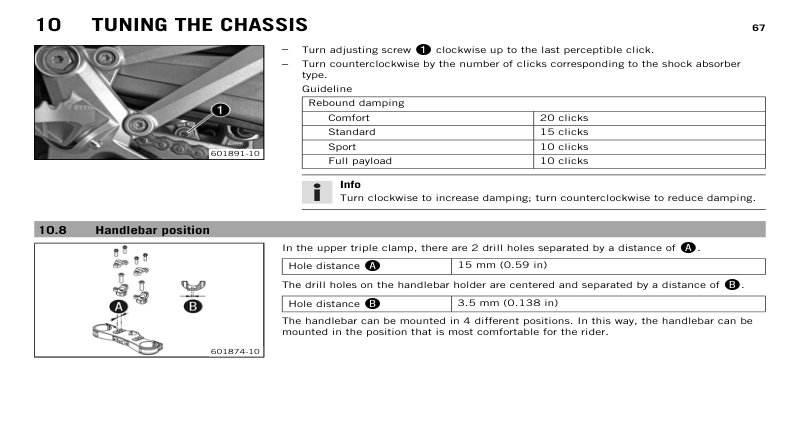 10 TUNING THE CHASSIS 67
1
601891-10
– Turn adjusting screw 1 clockwise up to the last perceptible click.
– Turn counterclockwise by the number of clicks corresponding to the shock absorber
type.
Guideline
Rebound damping
Comfort 20 clicks
Standard 15 clicks
Sport 10 clicks
Full payload 10 clicks
Info
Turn clockwise to increase damping; turn counterclockwise to reduce damping.
10.8 Handlebar position
A B
601874-10
In the upper triple clamp, there are 2 drill holes separated by a distance of A.
Hole distance A 15 mm (0.59 in)
The drill holes on the handlebar holder are centered and separated by a distance of B.
Hole distance B 3.5 mm (0.138 in)
The handlebar can be mounted in 4 different positions. In this way, the handlebar can be
mounted in the position that is most comfortable for the rider.